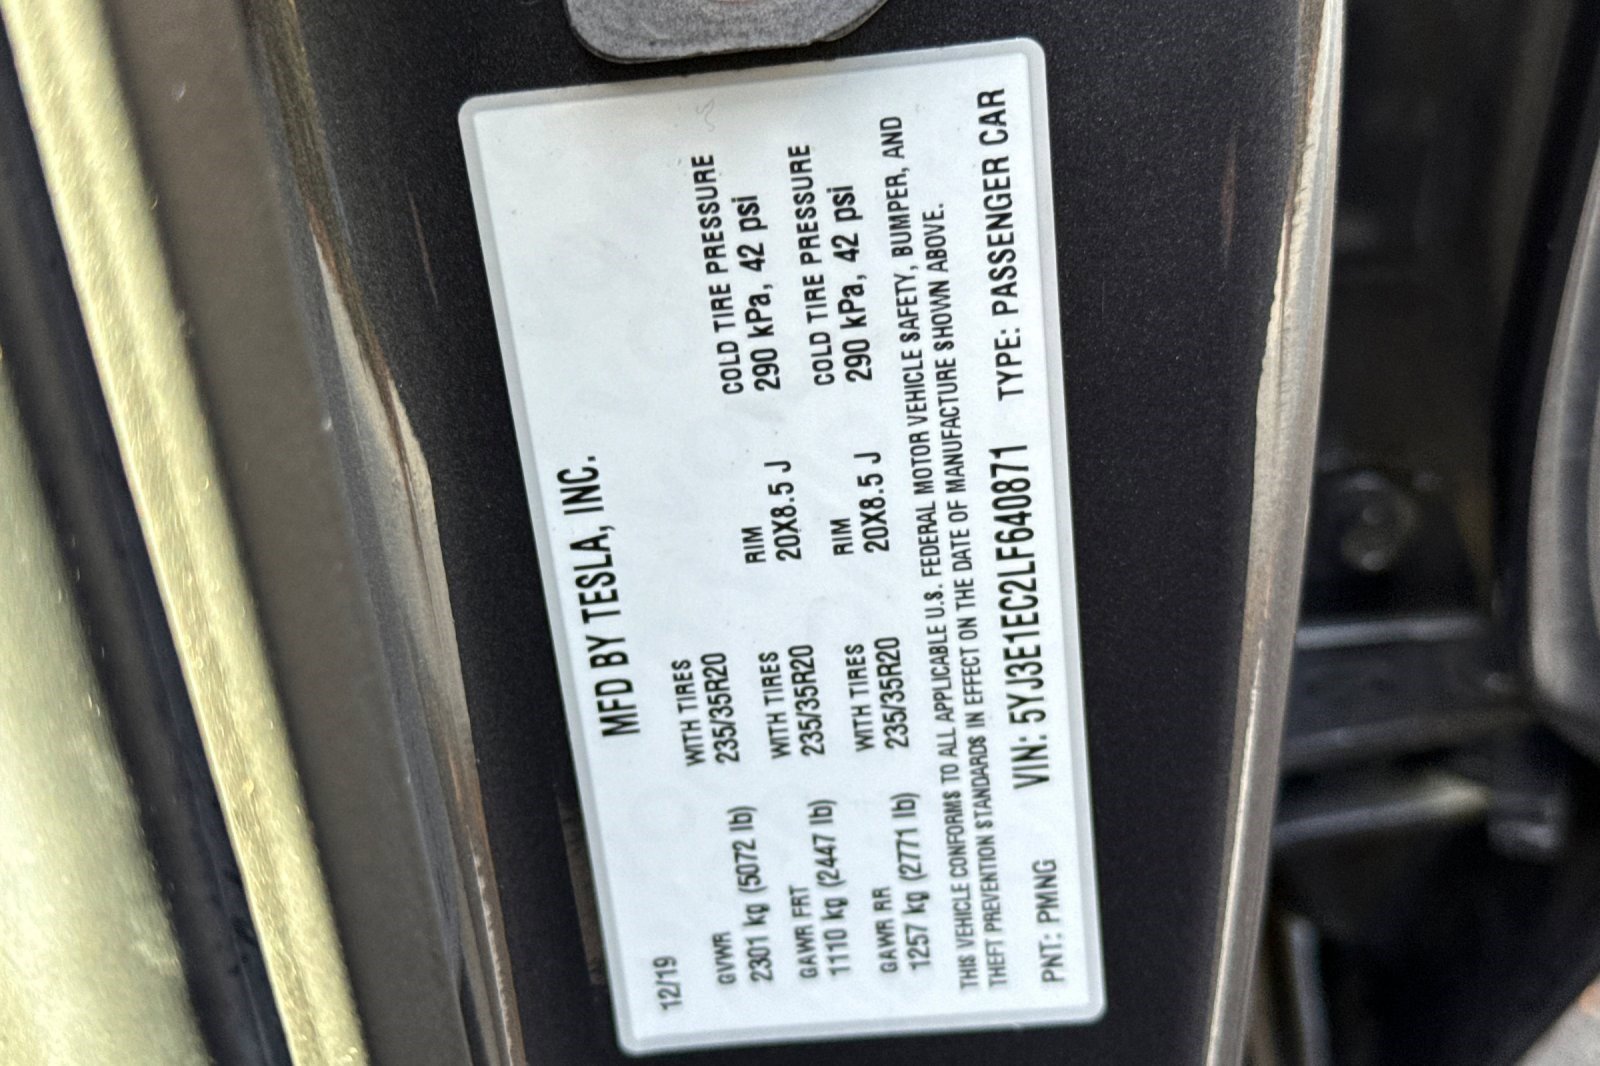 MFD BY TESLA, INC.
12/19
GVWR WITH TIRES COLD TIRE PRESSURE
2301 kg (5072 lb) 235/35R20 RIM 290 kPa, 42 psi
GAWR FRT WITH TIRES 20X8.5 J COLD TIRE PRESSURE
1110 kg (2447 lb) 235/35R20 RIM 290 kPa, 42 psi
GAWR RR WITH TIRES 20X8.5 J
1257 kg (2771 lb) 235/35R20
THIS VEHICLE CONFORMS TO ALL APPLICABLE U.S. FEDERAL MOTOR VEHICLE SAFETY, BUMPER, AND
THEFT PREVENTION STANDARDS IN EFFECT ON THE DATE OF MANUFACTURE SHOWN ABOVE.
PNT: PMNG VIN: 5YJ3E1EC2LF640871 TYPE: PASSENGER CAR